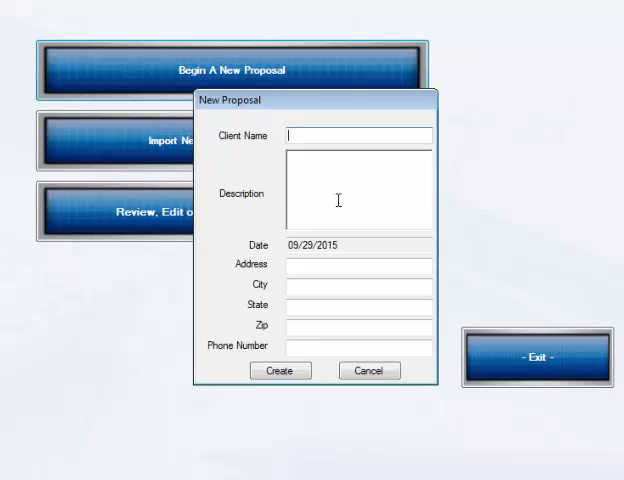 Begin A New Proposal
New Proposal
Client Name
Import Ne
Description
Review, Edit o
Date 09/29/2015
Address
City
State
Zip
Phone Number
- Exit -
Create Cancel